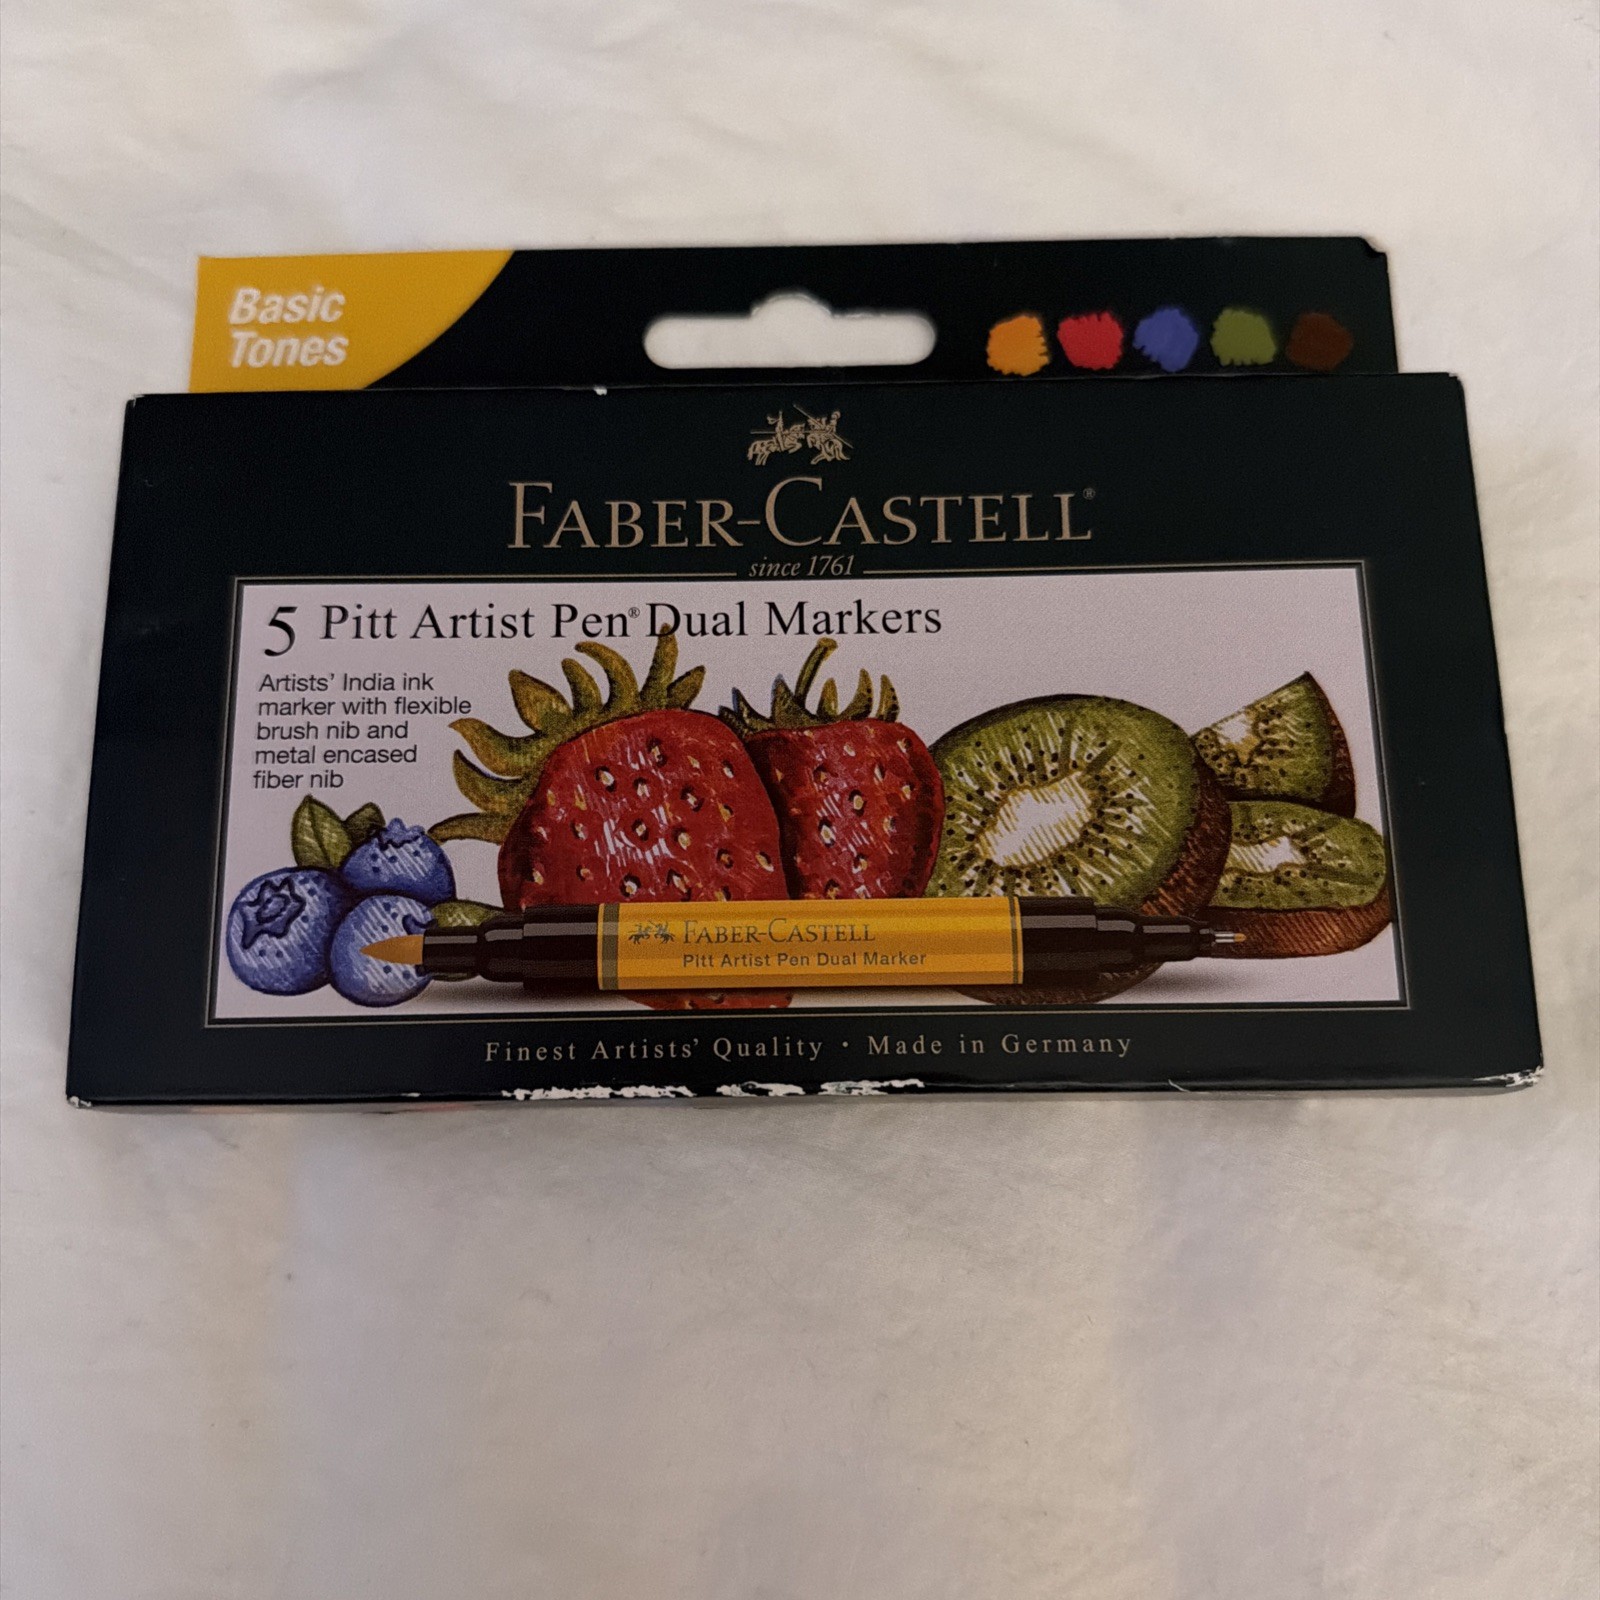 Basic
Tones
FABER-CASTELL®
since 1761
5 Pitt Artist Pen® Dual Markers
Artists' India ink
marker with flexible
brush nib and
metal encased
fiber nib
FABER-CASTELL
Pitt Artist Pen Dual Marker
Finest Artists' Quality • Made in Germany